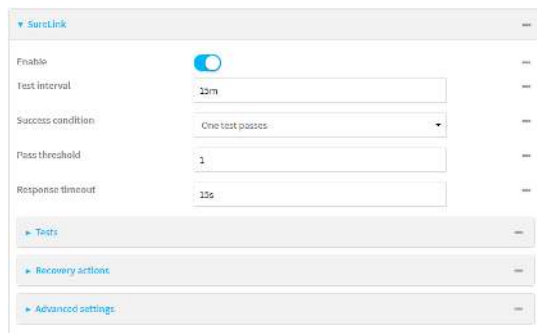 SureLink
Enable
Test interval
15m
Success condition
One test passes
Pass threshold
1
Response timeout
15s
Tests
Recovery actions
Advanced settings